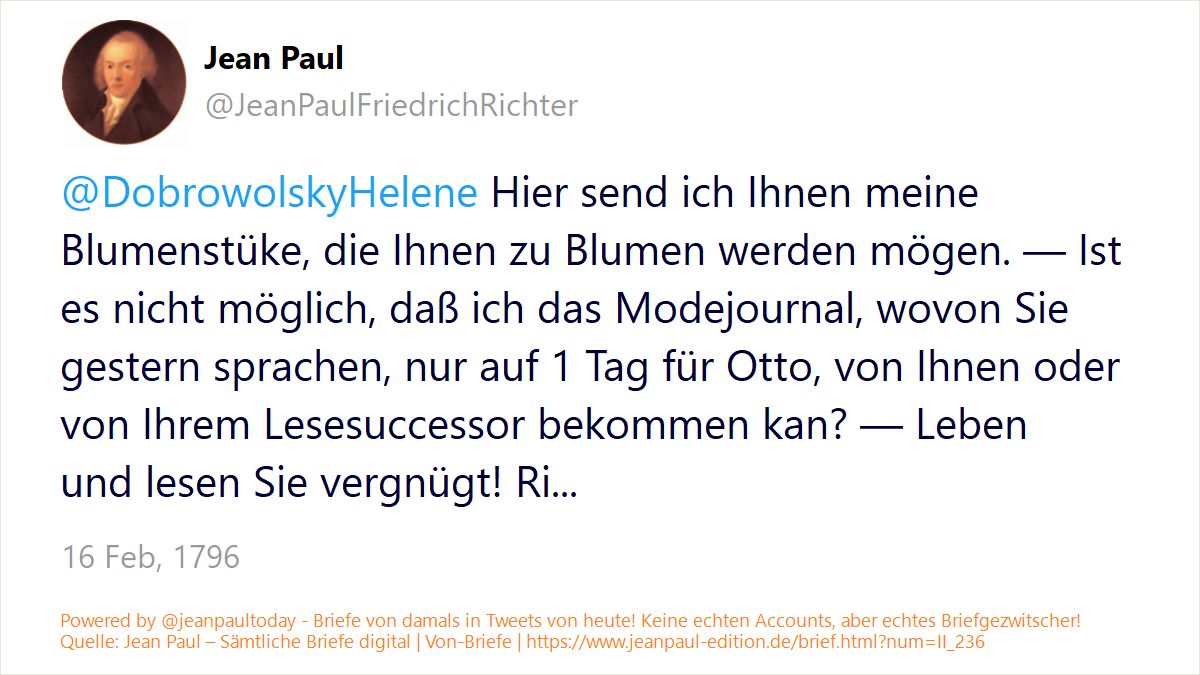 Jean Paul
@JeanPaulFriedrichRichter
@DobrowolskyHelene Hier send ich Ihnen meine
Blumenstüke, die Ihnen zu Blumen werden mögen. — Ist
es nicht möglich, daß ich das Modejournal, wovon Sie
gestern sprachen, nur auf 1 Tag für Otto, von Ihnen oder
von Ihrem Lesesuccessor bekommen kan? — Leben
und lesen Sie vergnügt! Ri...
16 Feb, 1796
Powered by @jeanpaultoday - Briefe von damals in Tweets von heute! Keine echten Accounts, aber echtes Briefgezwitscher!
Quelle: Jean Paul – Sämtliche Briefe digital | Von-Briefe | https://www.jeanpaul-edition.de/brief.html?num=II_236